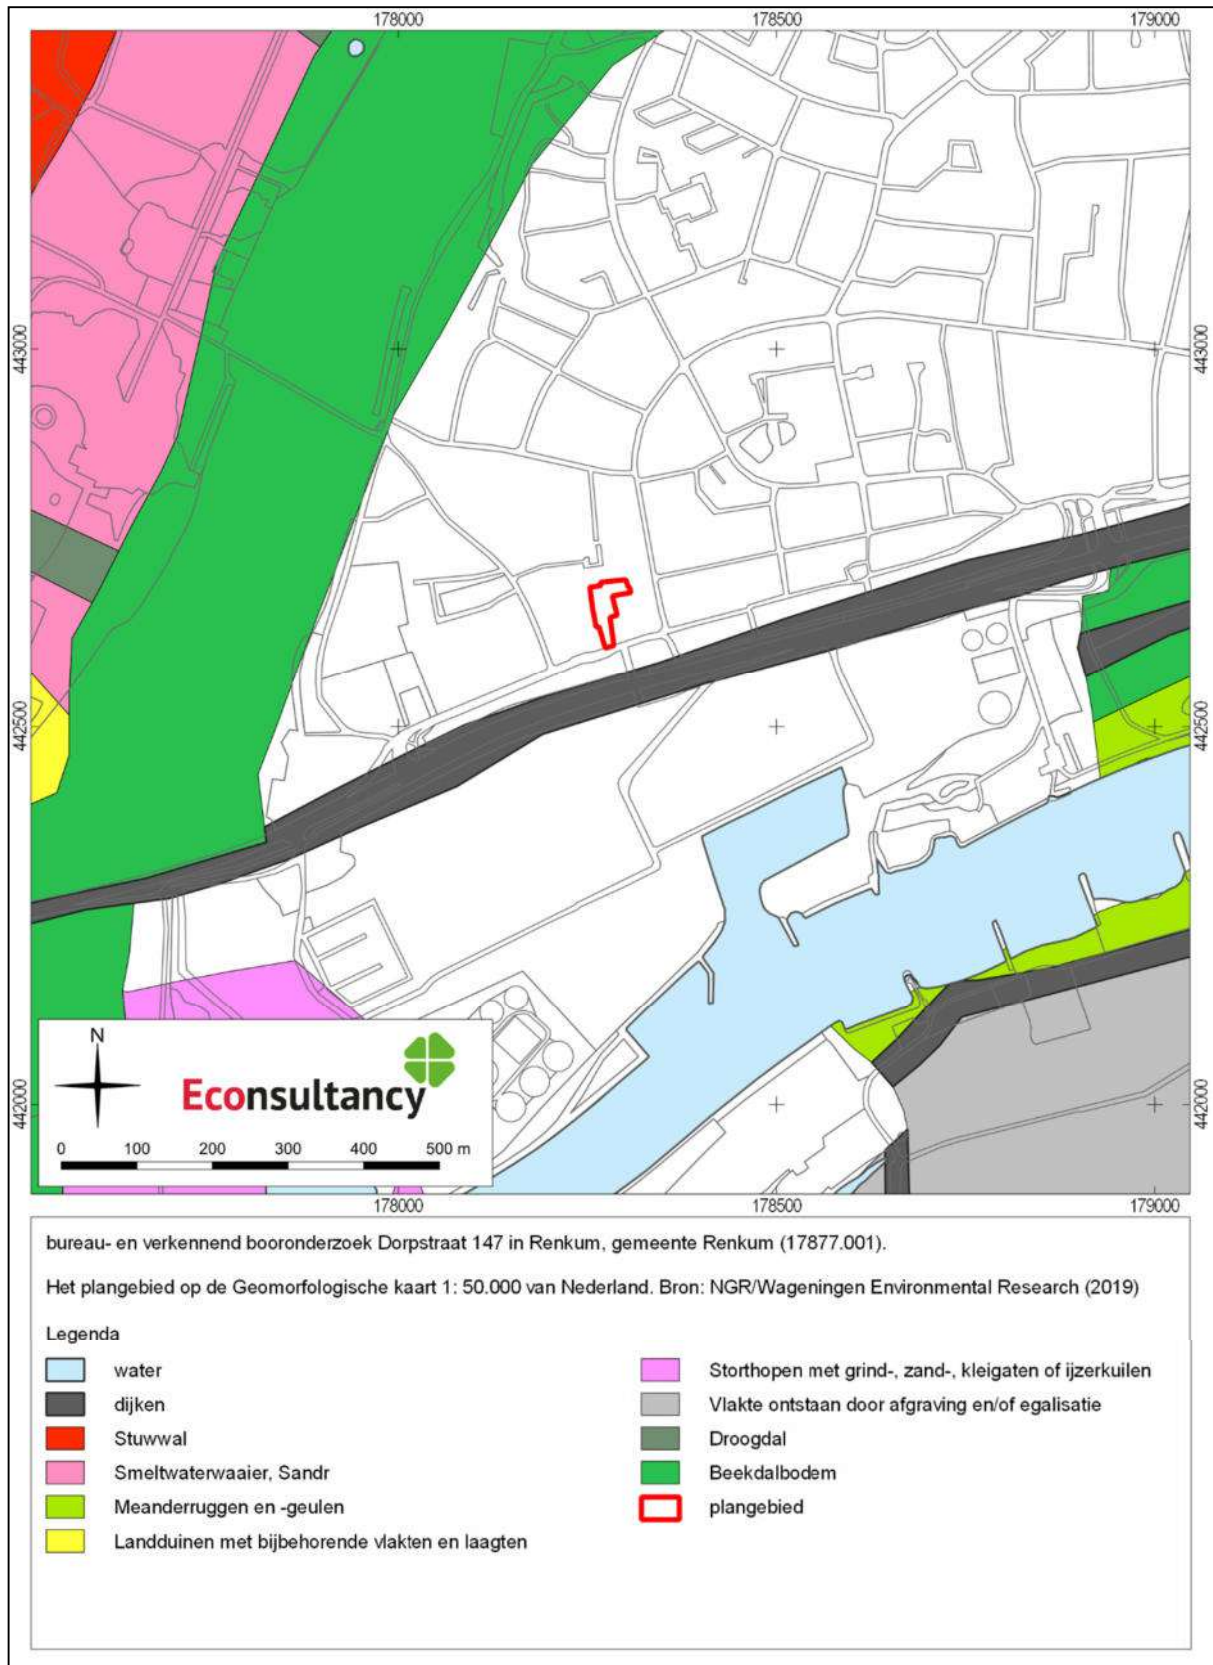 178000 178500 179000
443000 443000
442500 442500
442000 442000
N
Econsultancy
0 100 200 300 400 500 m
178000 178500 179000
bureau- en verkennend booronderzoek Dorpstraat 147 in Renkum, gemeente Renkum (17877.001).
Het plangebied op de Geomorfologische kaart 1: 50.000 van Nederland. Bron: NGR/Wageningen Environmental Research (2019)
Legenda
water
dijken
Stuwwal
Smeltwaterwaaier, Sandr
Meanderruggen en -geulen
Landduinen met bijbehorende vlakten en laagten
Storthopen met grind-, zand-, kleigaten of ijzerkuilen
Vlakte ontstaan door afgraving en/of egalisatie
Droogdal
Beekdalbodem
plangebied